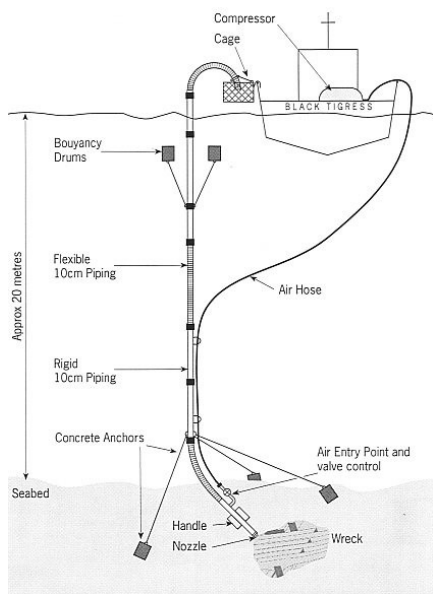 Compressor
Cage
BLACK TIGRESS
Bouyancy
Drums
Approx 20 metres
Flexible
10cm Piping
Air Hose
Rigid
10cm Piping
Concrete Anchors
Air Entry Point and
valve control
Seabed
Handle
Nozzle
Wreck